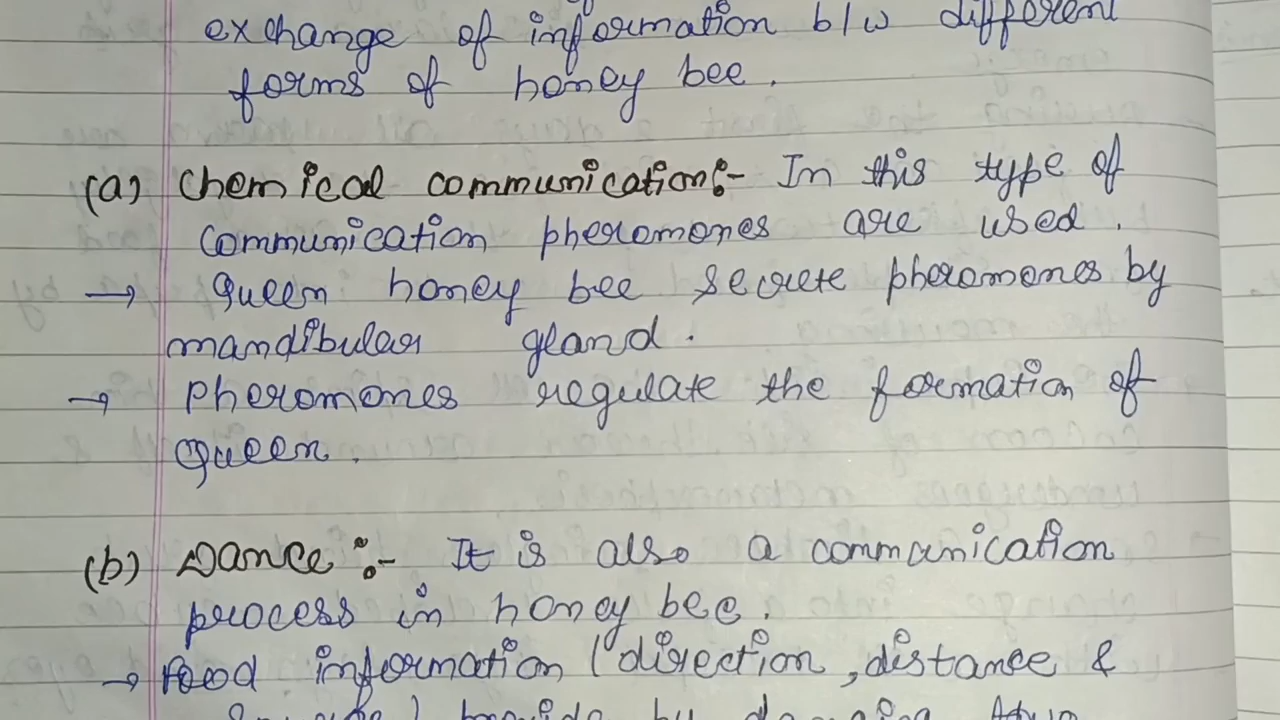 exchange of information b/w different
forms of honey bee.
(a) Chemical communication:- In this type of
communication pheromones are used.
→ Queen honey bee secrete pheromones by
mandibular gland.
→ Pheromones regulate the formation of
Queen.
(b) Dance:- It is also a communication
process in honey bee.
→ Food information (direction, distance &
by